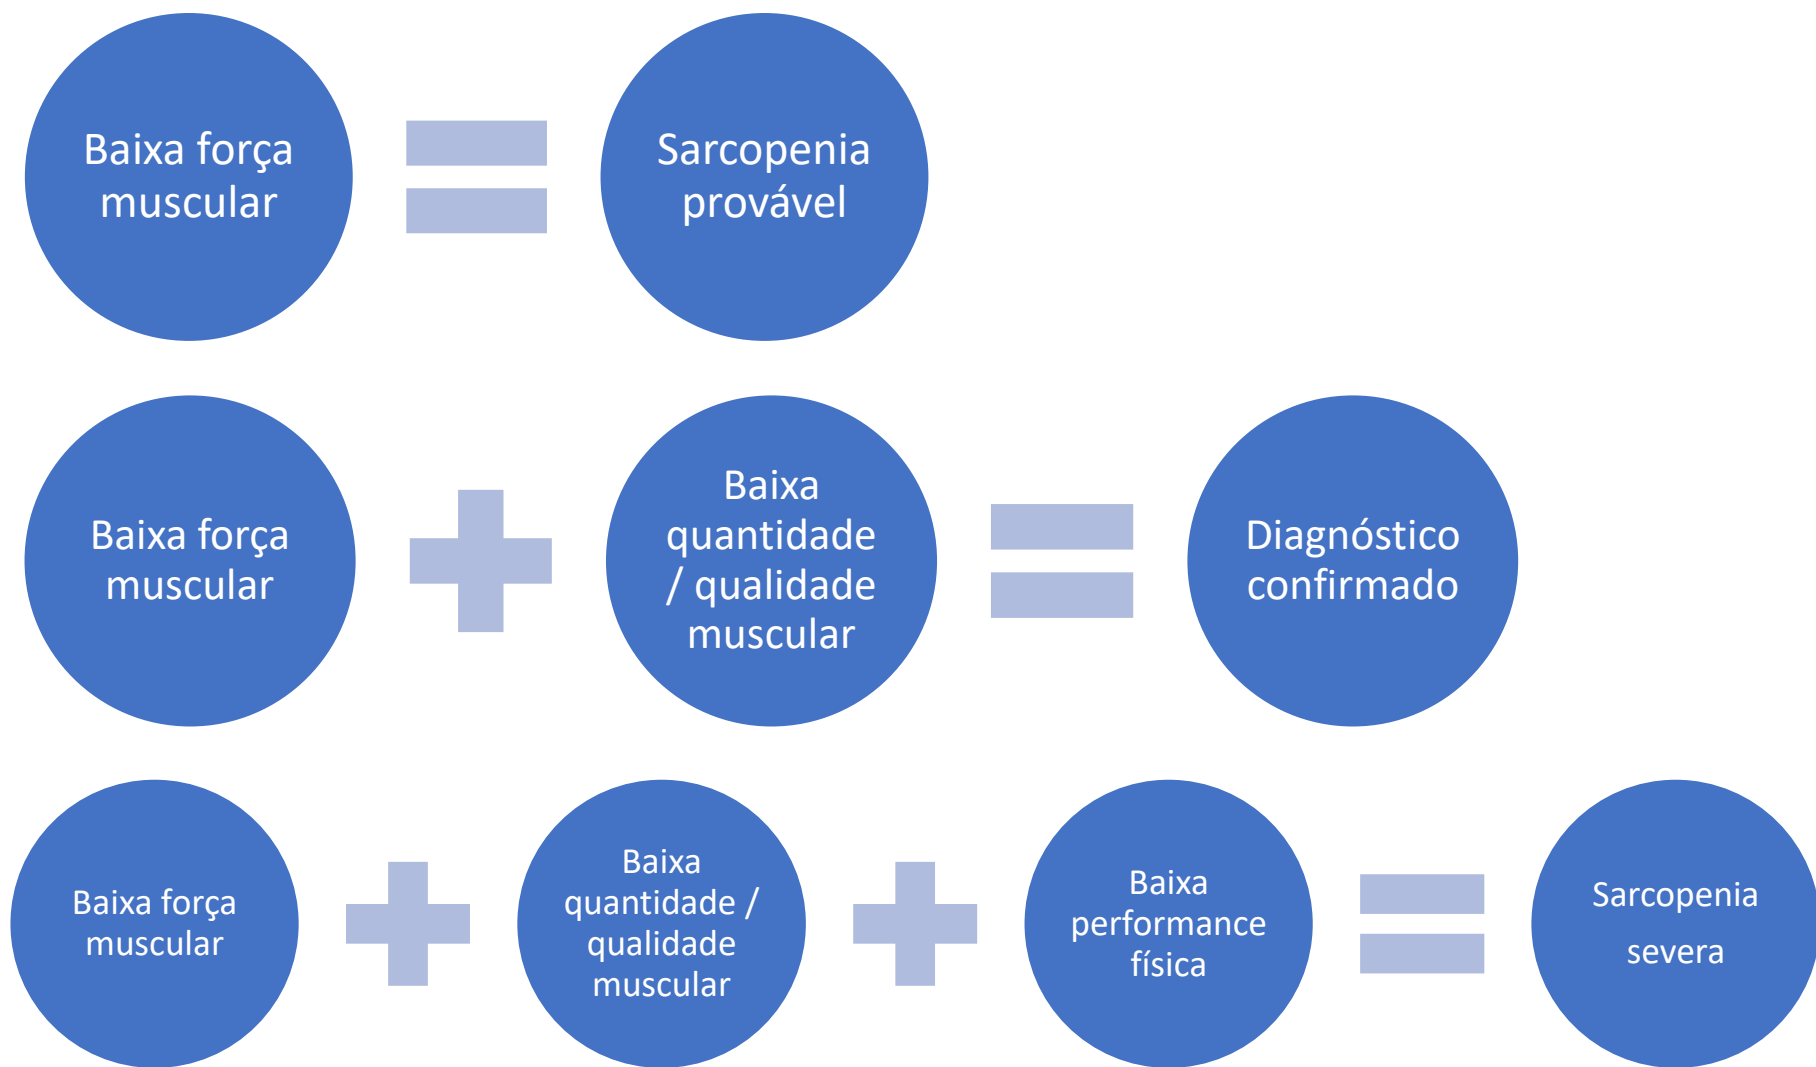 Baixa força
muscular
Sarcopenia
provável
Baixa força
muscular
Baixa
quantidade
/ qualidade
muscular
Diagnóstico
confirmado
Baixa força
muscular
Baixa
quantidade /
qualidade
muscular
Baixa
performance
física
Sarcopenia
severa